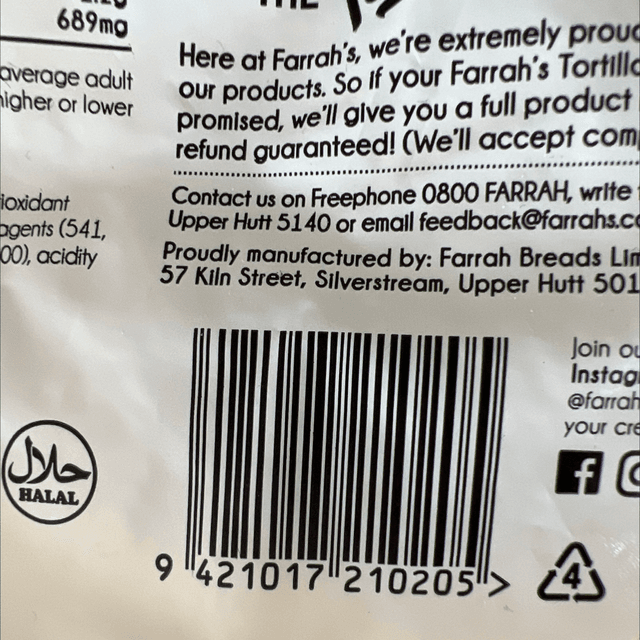 689mg
average adult
higher or lower
Here at Farrah's, we're extremely proud
our products. So if your Farrah's Tortilla
promised, we'll give you a full product
refund guaranteed! (We'll accept com
Contact us on Freephone 0800 FARRAH, write
Upper Hutt 5140 or email feedback@farrahs.co
Proudly manufactured by: Farrah Breads Lim
57 Kiln Street, Silverstream, Upper Hutt 501
ioxidant
agents (541,
00), acidity
Join ou
Instag
@farrah
your cre
حلال
HALAL
9 421017 210205 >
4